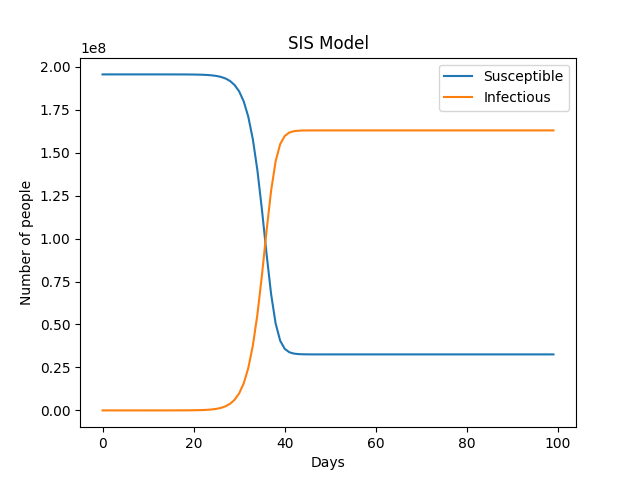 SIS Model
1e8
2.00
1.75
1.50
1.25
1.00
0.75
0.50
0.25
0.00
Number of people
Susceptible
Infectious
0 20 40 60 80 100
Days